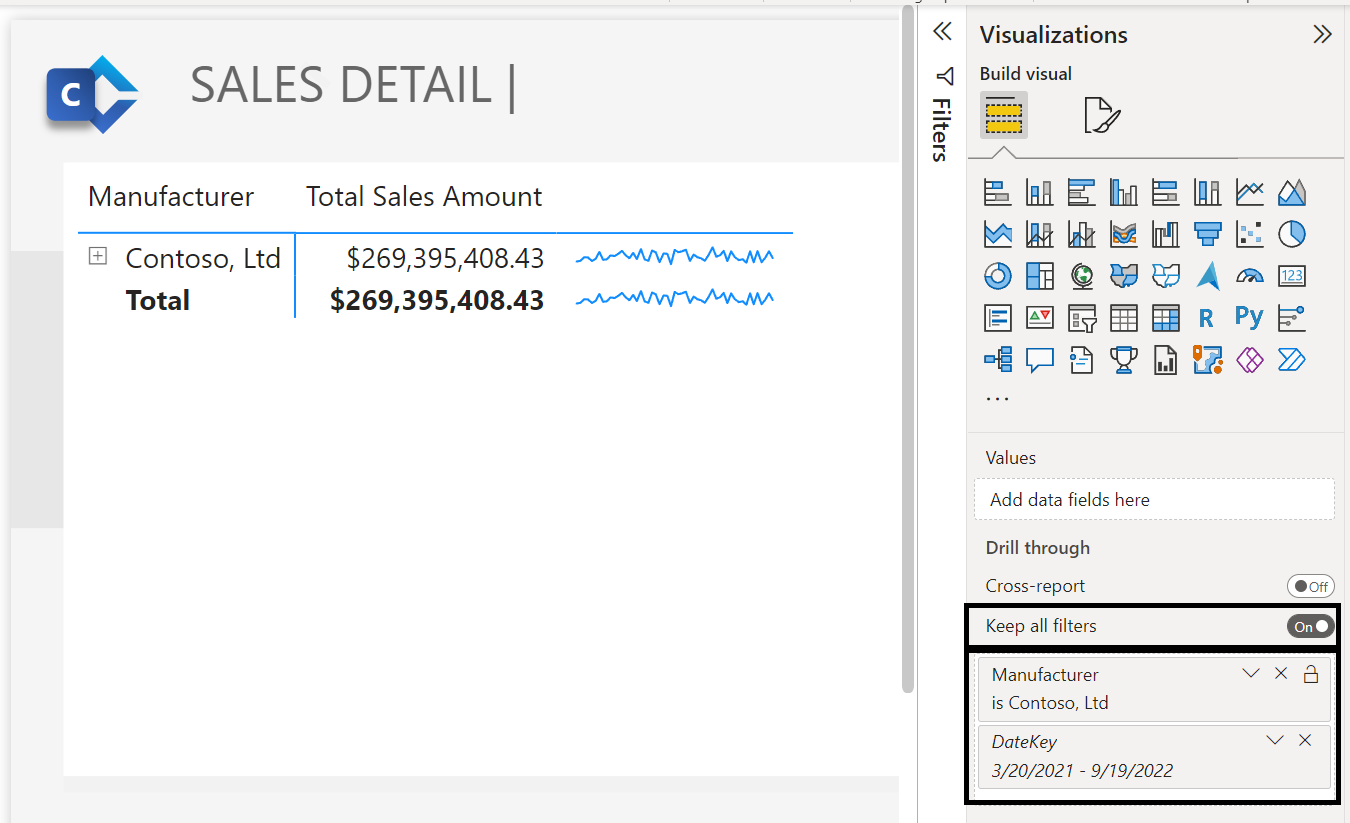 C
SALES DETAIL |
Manufacturer Total Sales Amount
Contoso, Ltd $269,395,408.43
Total $269,395,408.43
Filters
Visualizations
Build visual
123
R Py
...
Values
Add data fields here
Drill through
Cross-report Off
Keep all filters On
Manufacturer
is Contoso, Ltd
DateKey
3/20/2021 - 9/19/2022